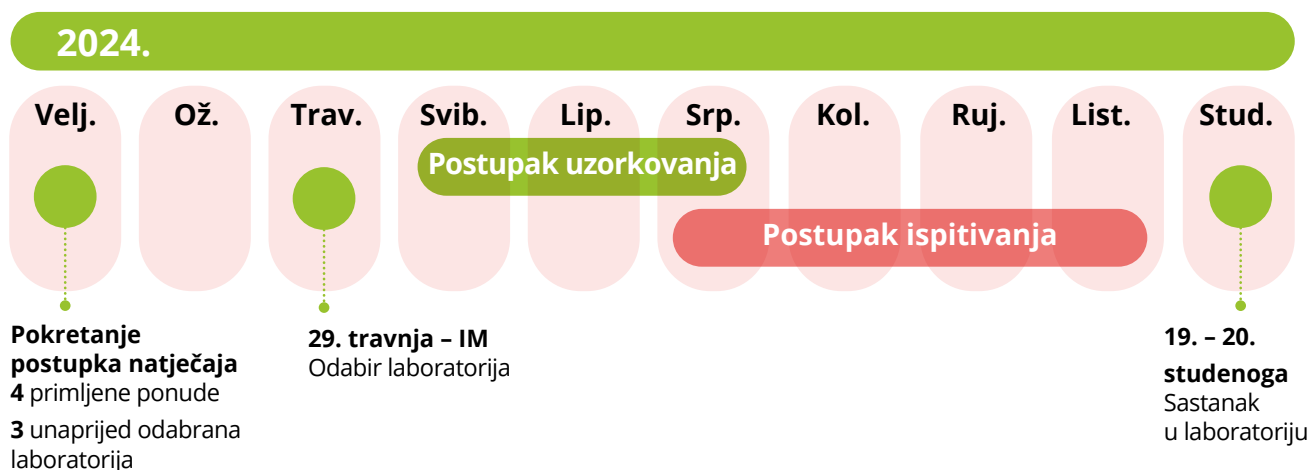 2024.
Velj.
Ož.
Trav.
Svib.
Lip.
Srp.
Kol.
Ruj.
List.
Stud.
Postupak uzorkovanja
Postupak ispitivanja
Pokretanje
postupka natječaja
4 primljene ponude
3 unaprijed odabrana
laboratorija
29. travnja – IM
Odabir laboratorija
19. – 20.
studenoga
Sastanak
u laboratoriju